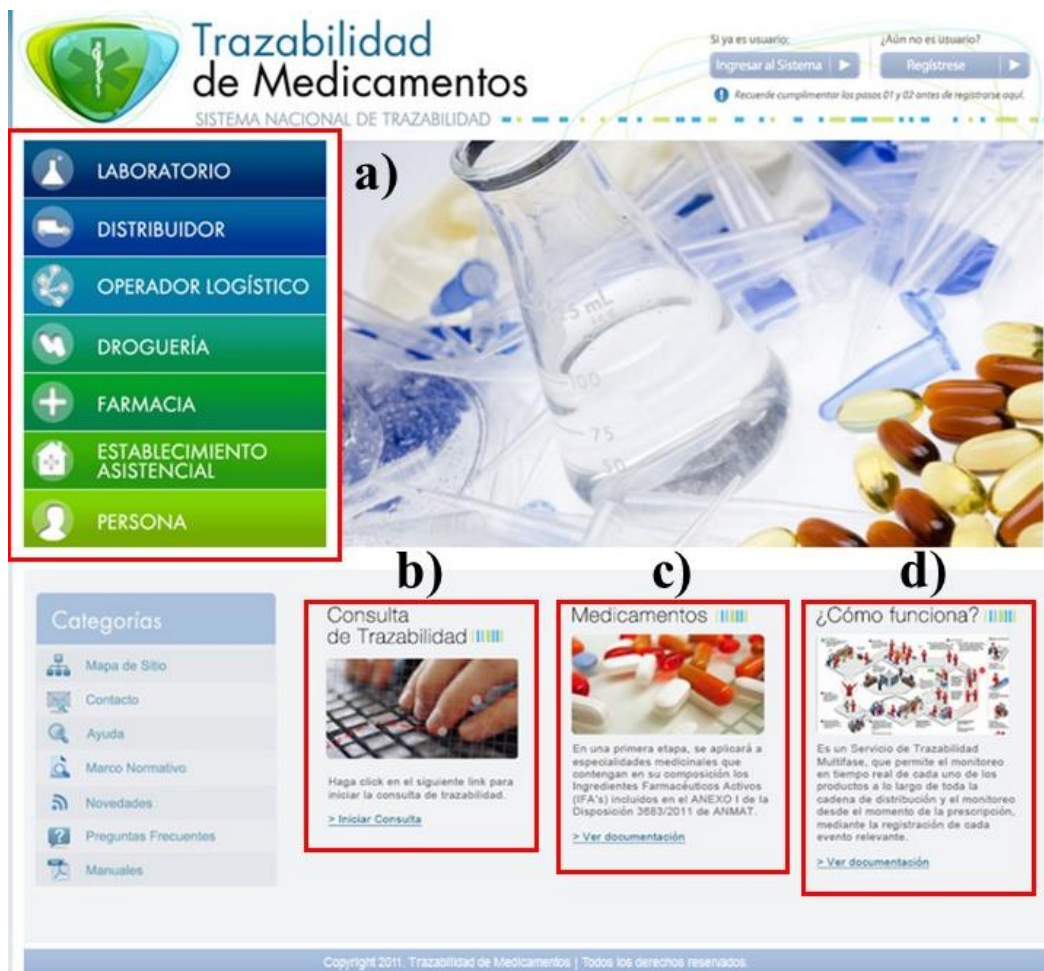 Trazabilidad
de Medicamentos
SISTEMA NACIONAL DE TRAZABILIDAD
Si ya es usuario:
Ingresar al Sistema
¿Aún no es usuario?
Regístrese
Recuerde cumplimentar los pasos 01 y 02 antes de registrarse aquí.
LABORATORIO
DISTRIBUIDOR
OPERADOR LOGÍSTICO
DROGUERÍA
FARMACIA
ESTABLECIMIENTO
ASISTENCIAL
PERSONA
a)
100
75
50
b)
c)
d)
Categorías
Mapa de Sitio
Contacto
Ayuda
Marco Normativo
Novedades
Preguntas Frecuentes
Manuales
Consulta
de Trazabilidad
Haga click en el siguiente link para
iniciar la consulta de trazabilidad.
> Iniciar Consulta
Medicamentos
En una primera etapa, se aplicará a
especialidades medicinales que
contengan en su composición los
Ingredientes Farmacéuticos Activos
(IFA's) incluidos en el ANEXO I de la
Disposición 3683/2011 de ANMAT.
> Ver documentación
¿Cómo funciona?
Es un Servicio de Trazabilidad
Multifase, que permite el monitoreo
en tiempo real de cada uno de los
productos a lo largo de toda la
cadena de distribución y el monitoreo
desde el momento de la prescripción,
mediante la registración de cada
evento relevante.
> Ver documentación
Copyright 2011. Trazabilidad de Medicamentos | Todos los derechos reservados.